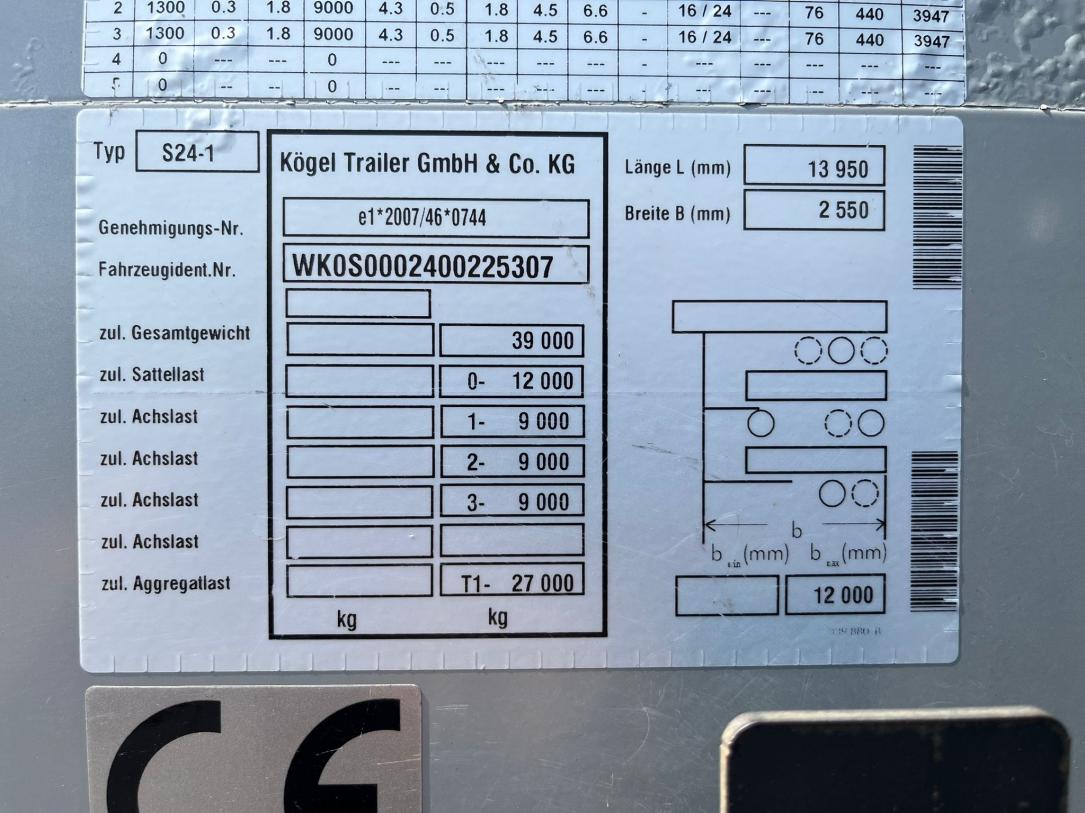 2 1300 0.3 1.8 9000 4.3 0.5 1.8 4.5 6.6 - 16 / 24 --- 76 440 3947
3 1300 0.3 1.8 9000 4.3 0.5 1.8 4.5 6.6 - 16 / 24 --- 76 440 3947
4 0 --- --- 0 --- --- --- --- --- - --- --- --- --- ---
5 0 -- -- 0 --- --- --- --- --- - --- --- --- --- ---
Typ S24-1
Kögel Trailer GmbH & Co. KG
Länge L (mm) 13 950
Breite B (mm) 2 550
Genehmigungs-Nr. e1*2007/46*0744
Fahrzeugident.Nr. WK0S0002400225307
zul. Gesamtgewicht 39 000
zul. Sattellast 0- 12 000
zul. Achslast 1- 9 000
zul. Achslast 2- 9 000
zul. Achslast 3- 9 000
zul. Achslast
zul. Aggregatlast T1- 27 000
kg kg
b
b min (mm) b max (mm)
12 000
CE